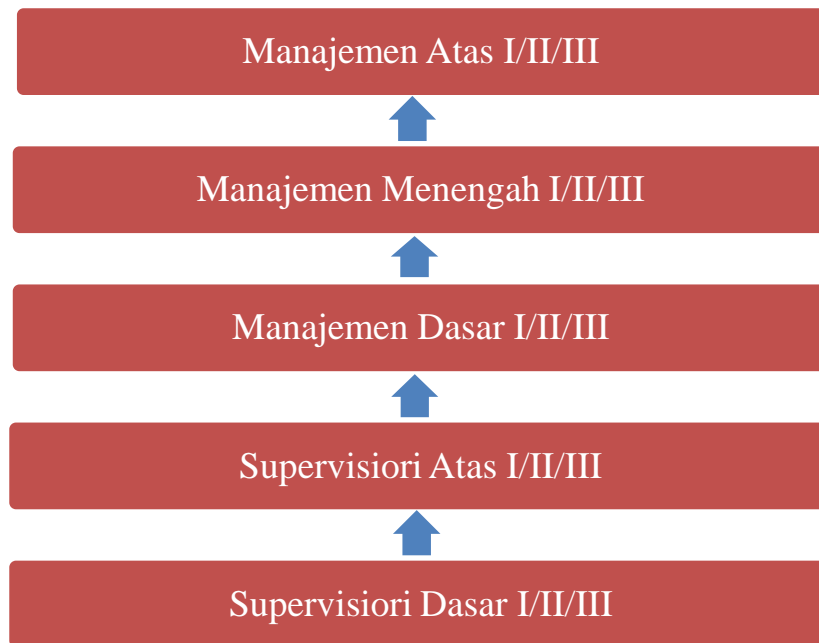 Manajemen Atas I/II/III
Manajemen Menengah I/II/III
Manajemen Dasar I/II/III
Supervisiori Atas I/II/III
Supervisiori Dasar I/II/III